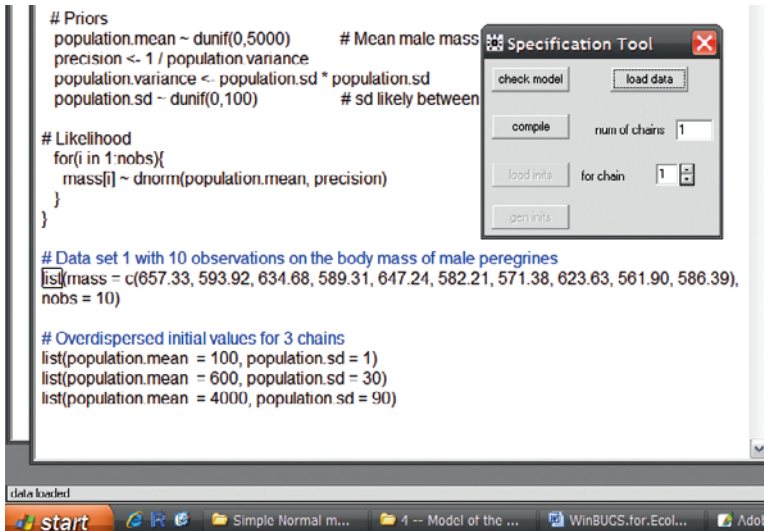 # Priors
population.mean ~ dunif(0,5000) # Mean male mass
precision <- 1 / population.variance
population.variance <- population.sd * population.sd
population.sd ~ dunif(0,100) # sd likely between
# Likelihood
for(i in 1:nobs){
mass[i] ~ dnorm(population.mean, precision)
}
}
# Data set 1 with 10 observations on the body mass of male peregrines
list(mass = c(657.33, 593.92, 634.68, 589.31, 647.24, 582.21, 571.38, 623.63, 561.90, 586.39),
nobs = 10)
# Overdispersed initial values for 3 chains
list(population.mean = 100, population.sd = 1)
list(population.mean = 600, population.sd = 30)
list(population.mean = 4000, population.sd = 90)
Specification Tool
check model load data
compile num of chains 1
load inits for chain 1
gen inits
data loaded
start Simple Normal m... 4 -- Model of the ... WinBUGS.for.Ecol... Adol